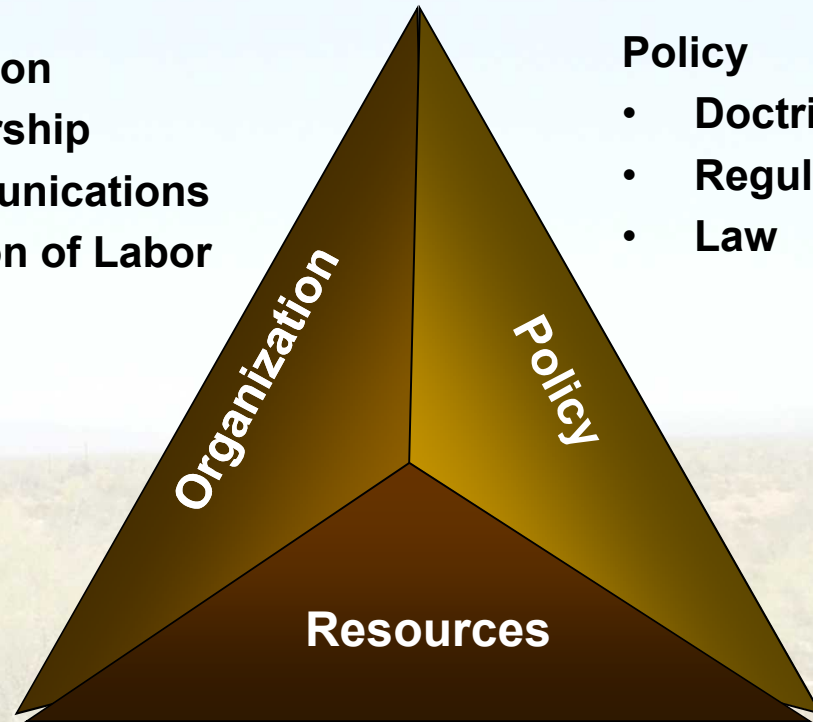 on
rship
unications
on of Labor
Policy
• Doctri
• Regul
• Law
Organization
Policy
Resources